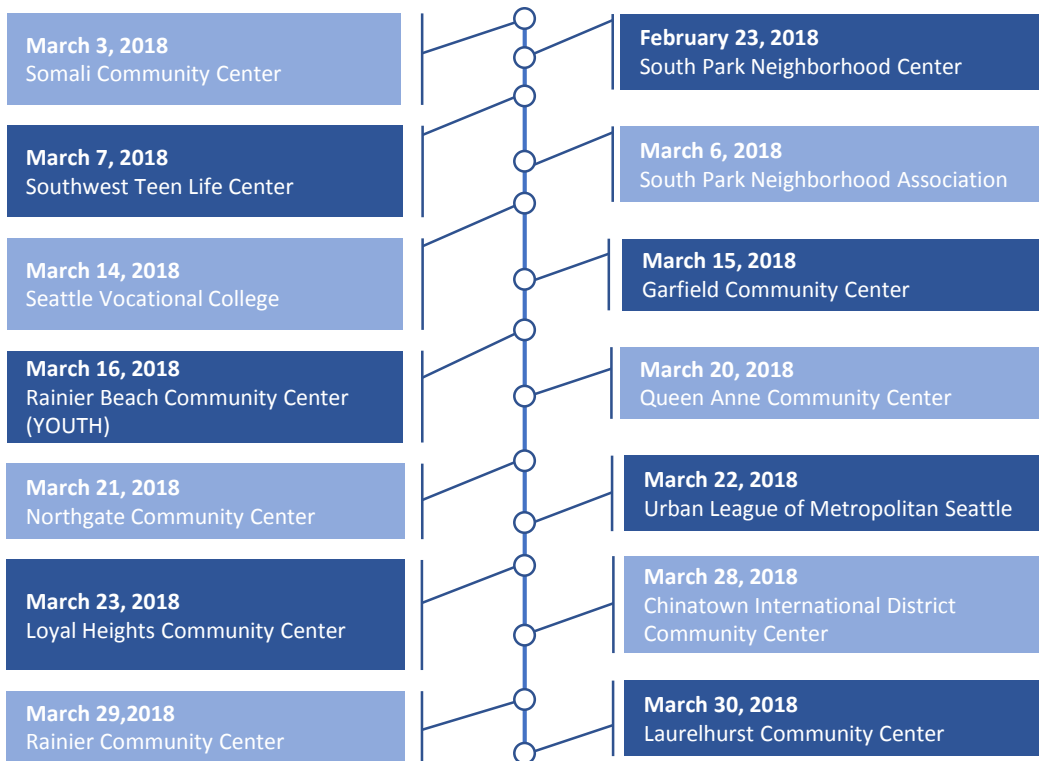 March 3, 2018
Somali Community Center
February 23, 2018
South Park Neighborhood Center
March 7, 2018
Southwest Teen Life Center
March 6, 2018
South Park Neighborhood Association
March 14, 2018
Seattle Vocational College
March 15, 2018
Garfield Community Center
March 16, 2018
Rainier Beach Community Center
(YOUTH)
March 20, 2018
Queen Anne Community Center
March 21, 2018
Northgate Community Center
March 22, 2018
Urban League of Metropolitan Seattle
March 23, 2018
Loyal Heights Community Center
March 28, 2018
Chinatown International District
Community Center
March 29,2018
Rainier Community Center
March 30, 2018
Laurelhurst Community Center